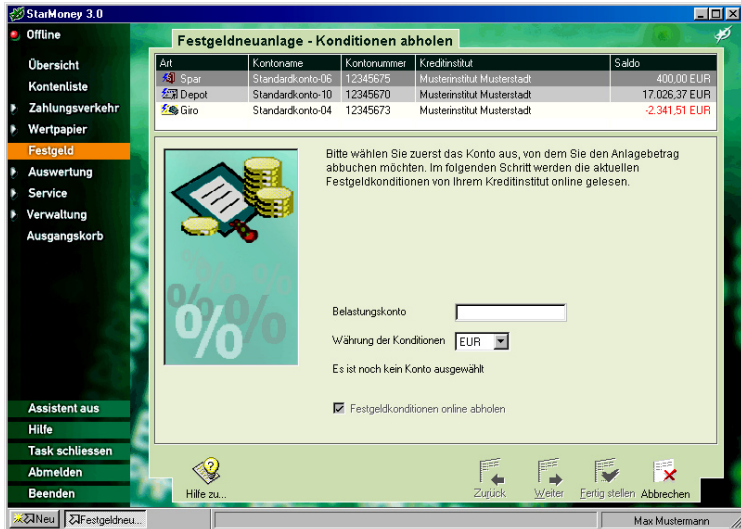 StarMoney 3.0
Offline
Übersicht
Kontenliste
Zahlungsverkehr
Wertpapier
Festgeld
Auswertung
Service
Verwaltung
Ausgangskorb
Assistent aus
Hilfe
Task schliessen
Abmelden
Beenden
Festgeldneuanlage - Konditionen abholen
Art Kontoname Kontonummer Kreditinstitut Saldo
Spar Standardkonto-06 12345675 Musterinstitut Musterstadt 400,00 EUR
Depot Standardkonto-10 12345670 Musterinstitut Musterstadt 17.026,37 EUR
Giro Standardkonto-04 12345673 Musterinstitut Musterstadt -2.341,51 EUR
Bitte wählen Sie zuerst das Konto aus, von dem Sie den Anlagebetrag
abbuchen möchten. Im folgenden Schritt werden die aktuellen
Festgeldkonditionen von Ihrem Kreditinstitut online gelesen.
%
Belastungskonto
Währung der Konditionen EUR
Es ist noch kein Konto ausgewählt
Festgeldkonditionen online abholen
Hilfe zu... Zurück Weiter Fertig stellen Abbrechen
Neu Festgeldneu... Max Mustermann